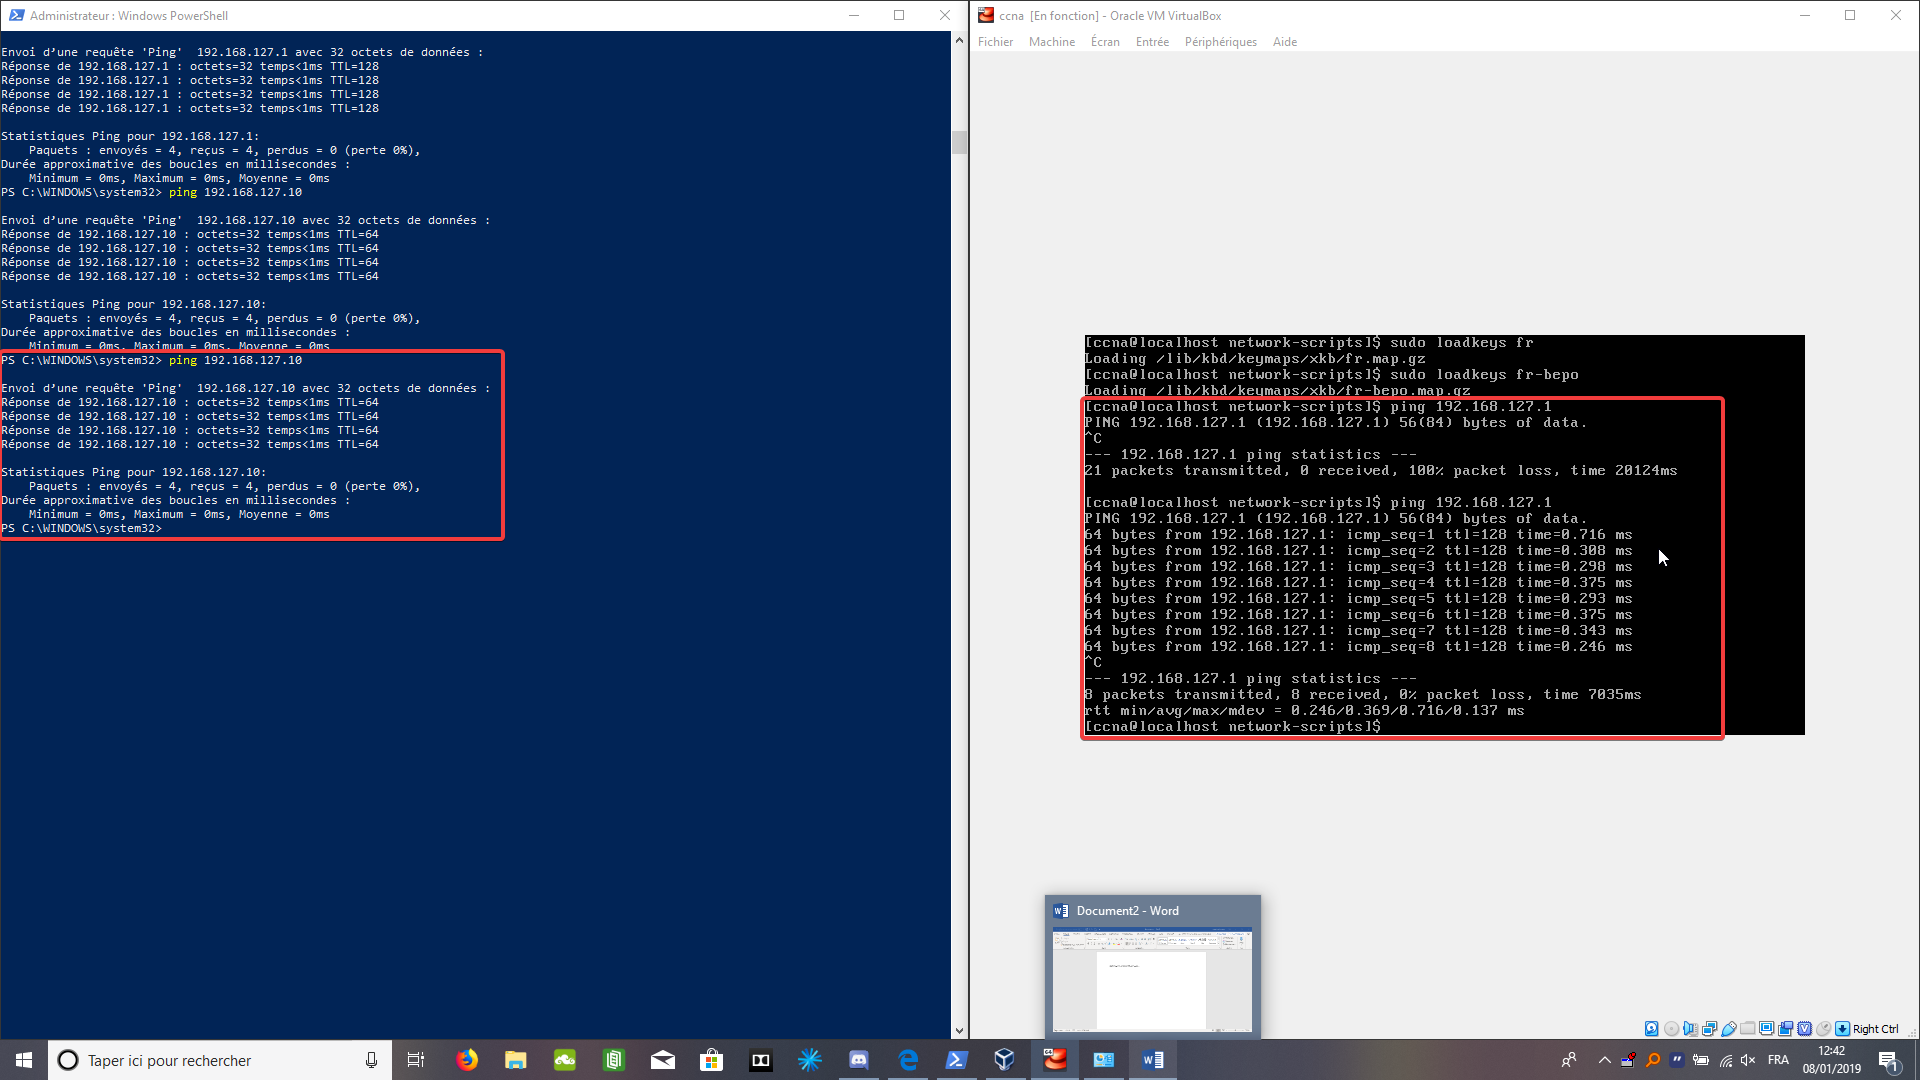 Administrateur : Windows PowerShell
Envoi d’une requête 'Ping'  192.168.127.1 avec 32 octets de données :
Réponse de 192.168.127.1 : octets=32 temps<1ms TTL=128
Réponse de 192.168.127.1 : octets=32 temps<1ms TTL=128
Réponse de 192.168.127.1 : octets=32 temps<1ms TTL=128
Réponse de 192.168.127.1 : octets=32 temps<1ms TTL=128
Statistiques Ping pour 192.168.127.1:
Paquets : envoyés = 4, reçus = 4, perdus = 0 (perte 0%),
Durée approximative des boucles en millisecondes :
Minimum = 0ms, Maximum = 0ms, Moyenne = 0ms
PS C:\WINDOWS\system32> ping 192.168.127.10
Envoi d’une requête 'Ping'  192.168.127.10 avec 32 octets de données :
Réponse de 192.168.127.10 : octets=32 temps<1ms TTL=64
Réponse de 192.168.127.10 : octets=32 temps<1ms TTL=64
Réponse de 192.168.127.10 : octets=32 temps<1ms TTL=64
Réponse de 192.168.127.10 : octets=32 temps<1ms TTL=64
Statistiques Ping pour 192.168.127.10:
Paquets : envoyés = 4, reçus = 4, perdus = 0 (perte 0%),
Durée approximative des boucles en millisecondes :
Minimum = 0ms, Maximum = 0ms, Moyenne = 0ms
PS C:\WINDOWS\system32> ping 192.168.127.10
Envoi d’une requête 'Ping'  192.168.127.10 avec 32 octets de données :
Réponse de 192.168.127.10 : octets=32 temps<1ms TTL=64
Réponse de 192.168.127.10 : octets=32 temps<1ms TTL=64
Réponse de 192.168.127.10 : octets=32 temps<1ms TTL=64
Réponse de 192.168.127.10 : octets=32 temps<1ms TTL=64
Statistiques Ping pour 192.168.127.10:
Paquets : envoyés = 4, reçus = 4, perdus = 0 (perte 0%),
Durée approximative des boucles en millisecondes :
Minimum = 0ms, Maximum = 0ms, Moyenne = 0ms
PS C:\WINDOWS\system32>
ccna [En fonction] - Oracle VM VirtualBox
Fichier Machine Écran Entrée Périphériques Aide
[ccna@localhost network-scripts]$ sudo loadkeys fr
Loading /lib/kbd/keymaps/xkb/fr.map.gz
[ccna@localhost network-scripts]$ sudo loadkeys fr-bepo
Loading /lib/kbd/keymaps/xkb/fr-bepo.map.gz
[ccna@localhost network-scripts]$ ping 192.168.127.1
PING 192.168.127.1 (192.168.127.1) 56(84) bytes of data.
^C
--- 192.168.127.1 ping statistics ---
21 packets transmitted, 0 received, 100% packet loss, time 20124ms
[ccna@localhost network-scripts]$ ping 192.168.127.1
PING 192.168.127.1 (192.168.127.1) 56(84) bytes of data.
64 bytes from 192.168.127.1: icmp_seq=1 ttl=128 time=0.716 ms
64 bytes from 192.168.127.1: icmp_seq=2 ttl=128 time=0.308 ms
64 bytes from 192.168.127.1: icmp_seq=3 ttl=128 time=0.298 ms
64 bytes from 192.168.127.1: icmp_seq=4 ttl=128 time=0.375 ms
64 bytes from 192.168.127.1: icmp_seq=5 ttl=128 time=0.293 ms
64 bytes from 192.168.127.1: icmp_seq=6 ttl=128 time=0.375 ms
64 bytes from 192.168.127.1: icmp_seq=7 ttl=128 time=0.343 ms
64 bytes from 192.168.127.1: icmp_seq=8 ttl=128 time=0.246 ms
^C
--- 192.168.127.1 ping statistics ---
8 packets transmitted, 8 received, 0% packet loss, time 7035ms
rtt min/avg/max/mdev = 0.246/0.369/0.716/0.137 ms
[ccna@localhost network-scripts]$
Document2 - Word
Right Ctrl
Taper ici pour rechercher
FRA
12:42
08/01/2019
1